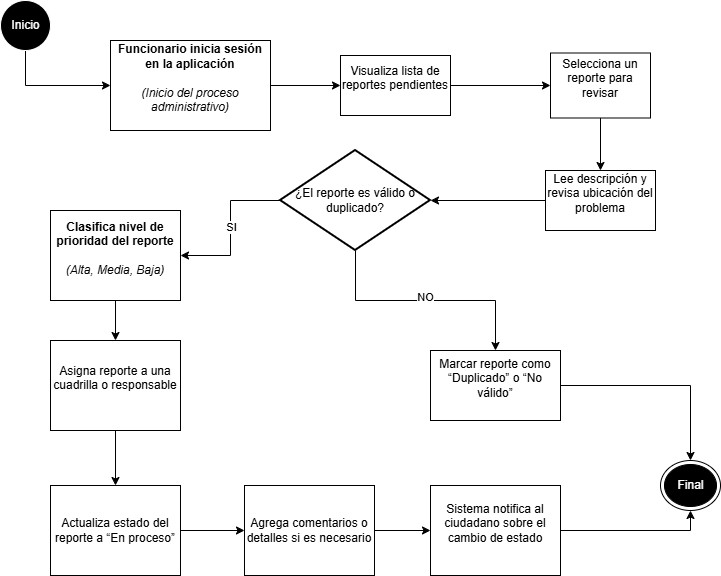 Inicio
Funcionario inicia sesión
en la aplicación
(Inicio del proceso
administrativo)
Visualiza lista de
reportes pendientes
Selecciona un
reporte para
revisar
Lee descripción y
revisa ubicación del
problema
¿El reporte es válido o
duplicado?
SI
NO
Clasifica nivel de
prioridad del reporte
(Alta, Media, Baja)
Asigna reporte a una
cuadrilla o responsable
Marcar reporte como
“Duplicado” o “No
válido”
Actualiza estado del
reporte a “En proceso”
Agrega comentarios o
detalles si es necesario
Sistema notifica al
ciudadano sobre el
cambio de estado
Final